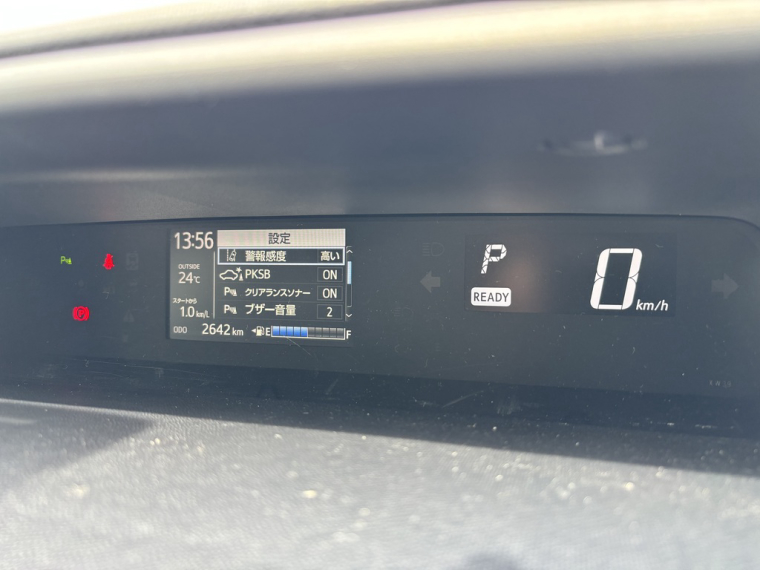 13:56
設定
警報感度 高い
OUTSIDE
24℃
PKSB ON
クリアランスソナー ON
スタートから
1.0km/L
ブザー音量 2
ODO 2642km
E F
P
READY
0km/h
P